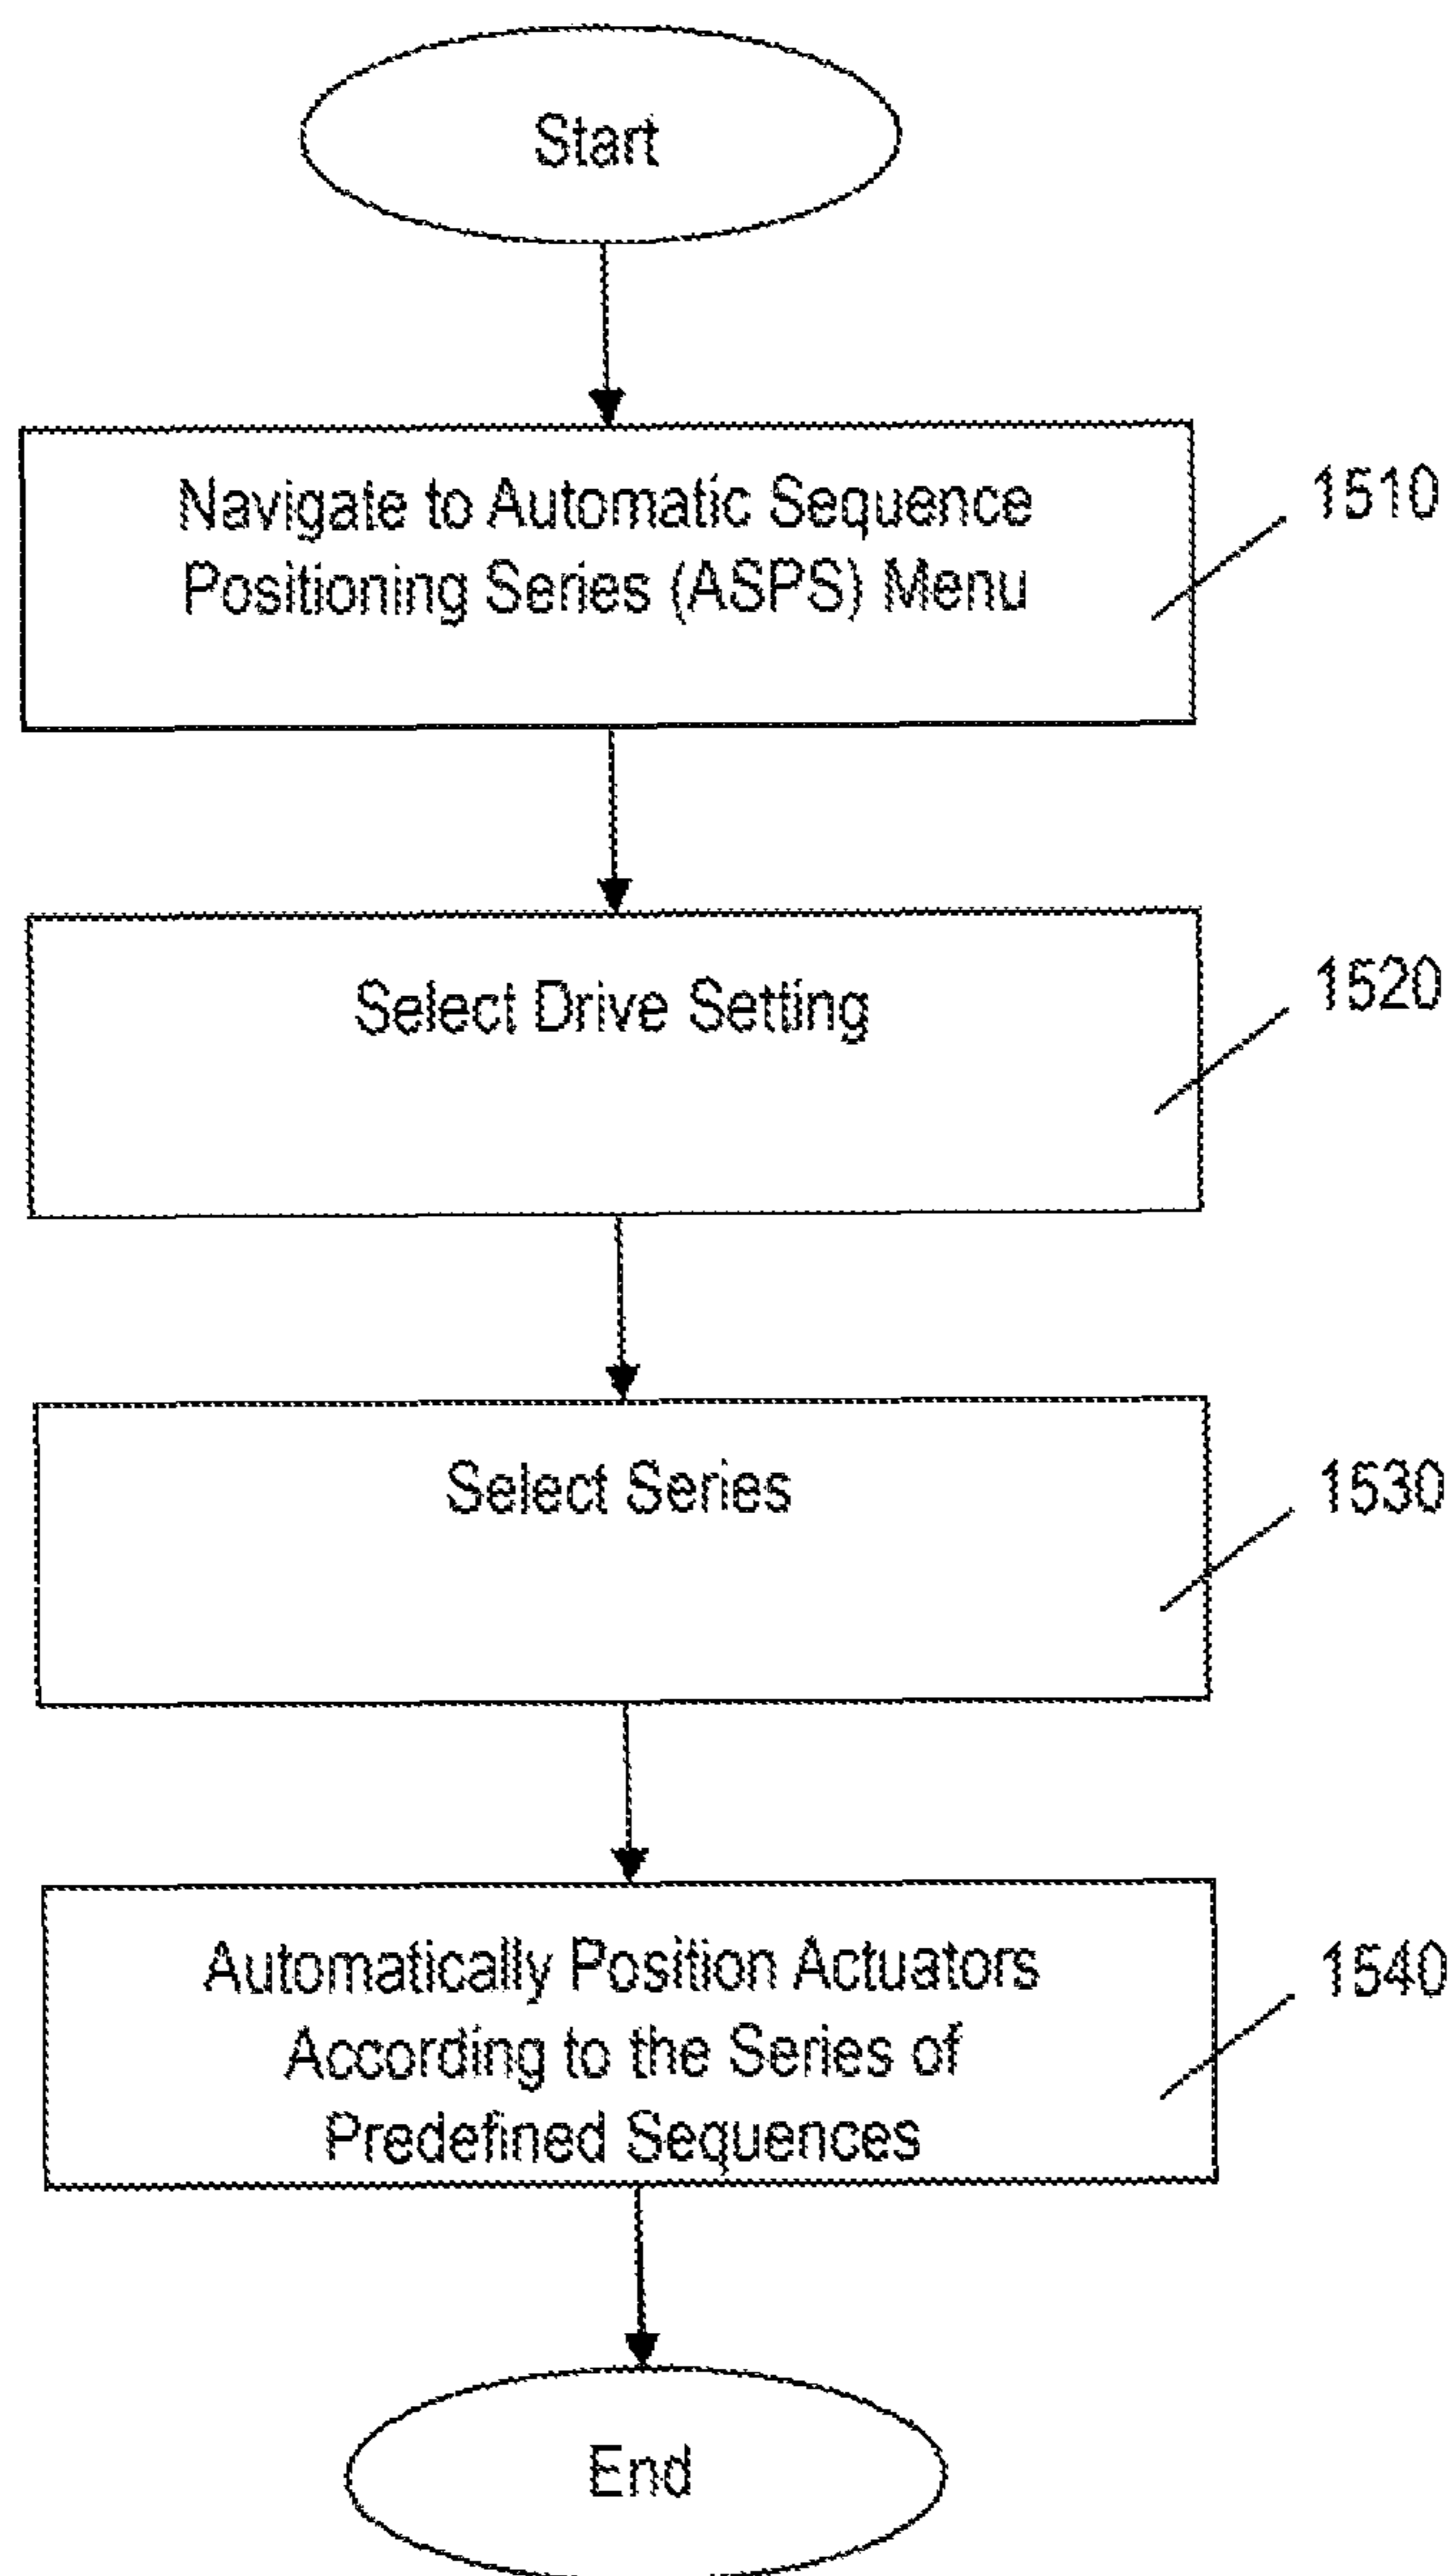 Start
Navigate to Automatic Sequence
Positioning Series (ASPS) Menu
1510
Select Drive Setting
1520
Select Series
1530
Automatically Position Actuators
According to the Series of
Predefined Sequences
1540
End